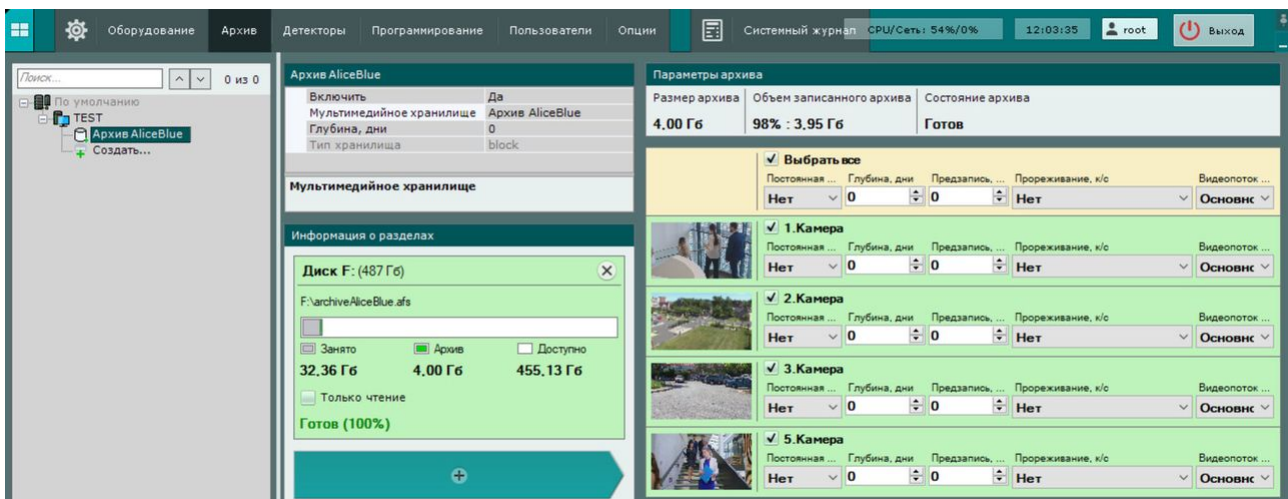 Оборудование Архив Детекторы Программирование Пользователи Опции Системный журнал CPU/Сеть: 54%/0% 12:03:35 root Выход
Поиск... 0 из 0
По умолчанию
TEST
Архив AliceBlue
Создать...
Архив AliceBlue
Включить Да
Мультимедийное хранилище Архив AliceBlue
Глубина, дни 0
Тип хранилища block
Мультимедийное хранилище
Информация о разделах
Диск F: (487 Гб)
F:\archiveAliceBlue.afs
Занято Архив Доступно
32,36 Гб 4,00 Гб 455,13 Гб
Только чтение
Готов (100%)
Параметры архива
Размер архива Объем записанного архива Состояние архива
4,00 Гб 98% : 3,95 Гб Готов
Выбрать все
Постоянная ... Глубина, дни Предзапись, ... Прореживание, к/с Видеопоток ...
Нет 0 0 Нет Основнс
1.Камера
Постоянная ... Глубина, дни Предзапись, ... Прореживание, к/с Видеопоток ...
Нет 0 0 Нет Основнс
2.Камера
Постоянная ... Глубина, дни Предзапись, ... Прореживание, к/с Видеопоток ...
Нет 0 0 Нет Основнс
3.Камера
Постоянная ... Глубина, дни Предзапись, ... Прореживание, к/с Видеопоток ...
Нет 0 0 Нет Основнс
5.Камера
Постоянная ... Глубина, дни Предзапись, ... Прореживание, к/с Видеопоток ...
Нет 0 0 Нет Основнс